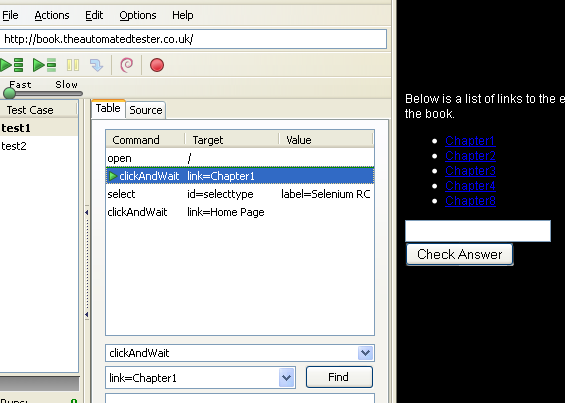 File Actions Edit Options Help
http://book.theautomatedtester.co.uk/
Fast Slow
Test Case
test1
test2
Table Source
Command Target Value
open /
clickAndWait link=Chapter1
select id=selecttype label=Selenium RC
clickAndWait link=Home Page
clickAndWait
link=Chapter1 Find
Runs: 0
Below is a list of links to the e
the book.
Chapter1
Chapter2
Chapter3
Chapter4
Chapter8
Check Answer